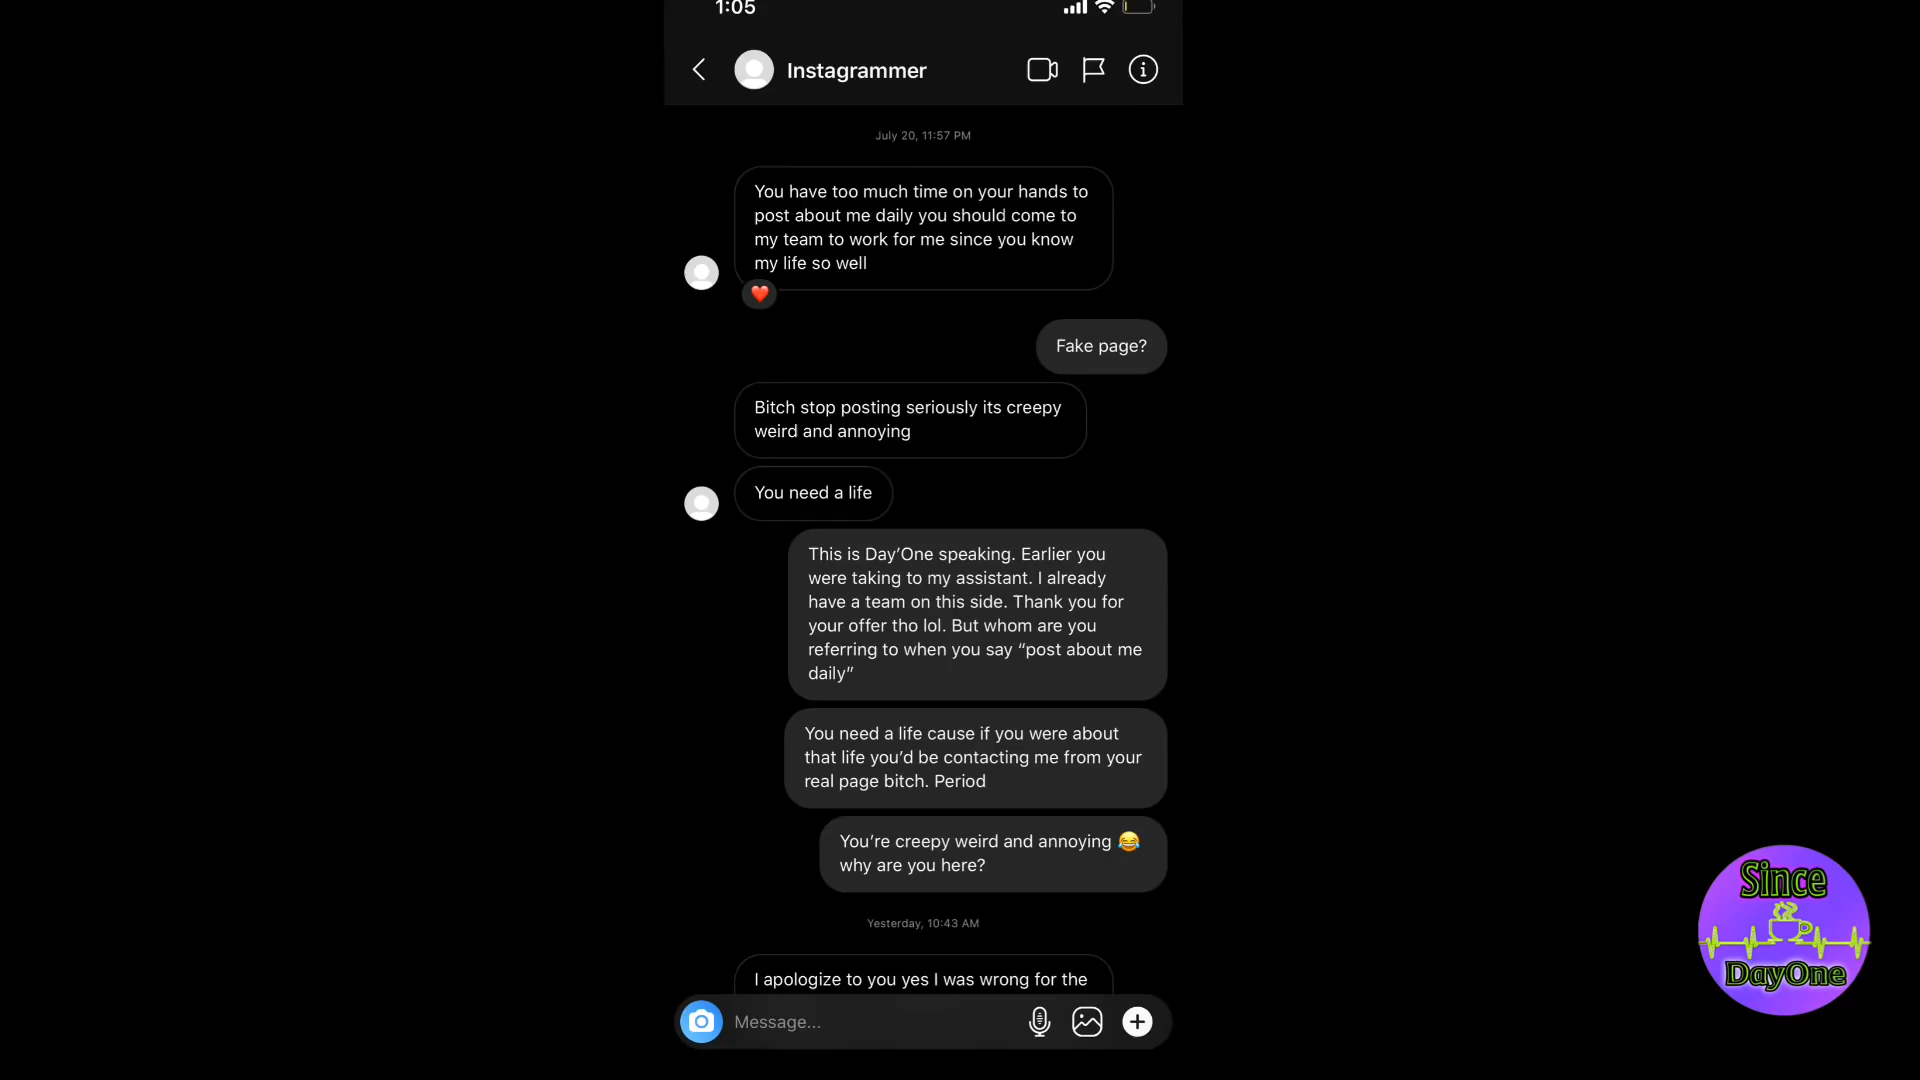 1:05
Instagrammer
July 20, 11:57 PM
You have too much time on your hands to
post about me daily you should come to
my team to work for me since you know
my life so well
Fake page?
Bitch stop posting seriously its creepy
weird and annoying
You need a life
This is Day’One speaking. Earlier you
were taking to my assistant. I already
have a team on this side. Thank you for
your offer tho lol. But whom are you
referring to when you say “post about me
daily”
You need a life cause if you were about
that life you’d be contacting me from your
real page bitch. Period
You’re creepy weird and annoying 😂
why are you here?
Yesterday, 10:43 AM
I apologize to you yes I was wrong for the
Message...
Since
DayOne